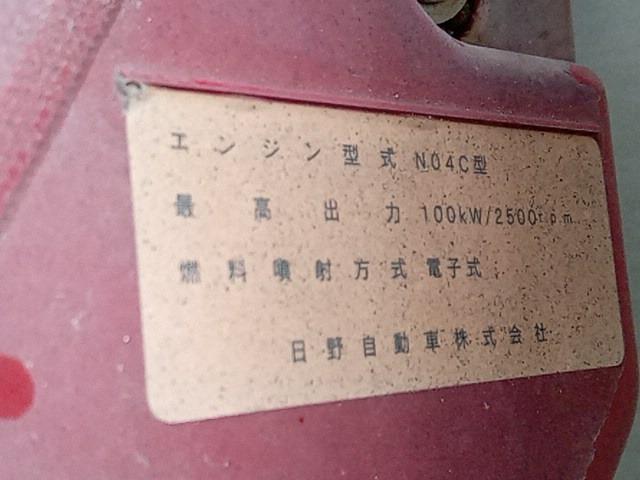 エンジン型式 N04C型
最高出力 100kW/2500rpm
燃料噴射方式 電子式
日野自動車株式会社